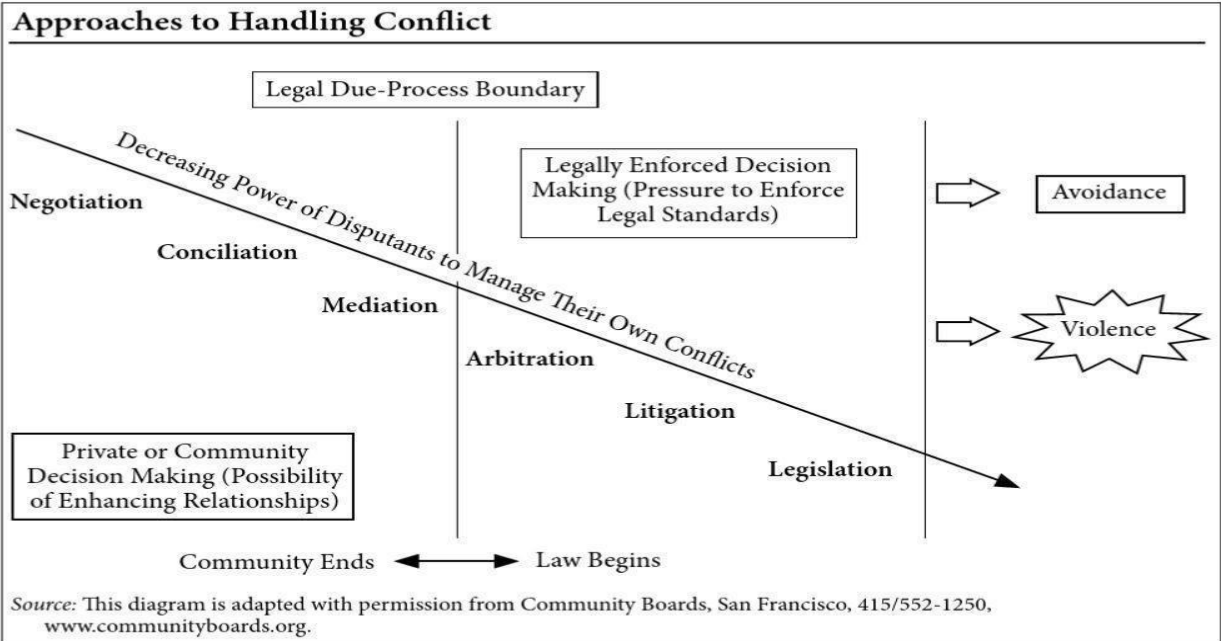 Approaches to Handling Conflict
Legal Due-Process Boundary
Decreasing Power of Disputants to Manage Their Own Conflicts
Legally Enforced Decision
Making (Pressure to Enforce
Legal Standards)
Avoidance
Negotiation
Conciliation
Mediation
Violence
Arbitration
Litigation
Legislation
Private or Community
Decision Making (Possibility
of Enhancing Relationships)
Community Ends
Law Begins
Source: This diagram is adapted with permission from Community Boards, San Francisco, 415/552-1250,
www.communityboards.org.